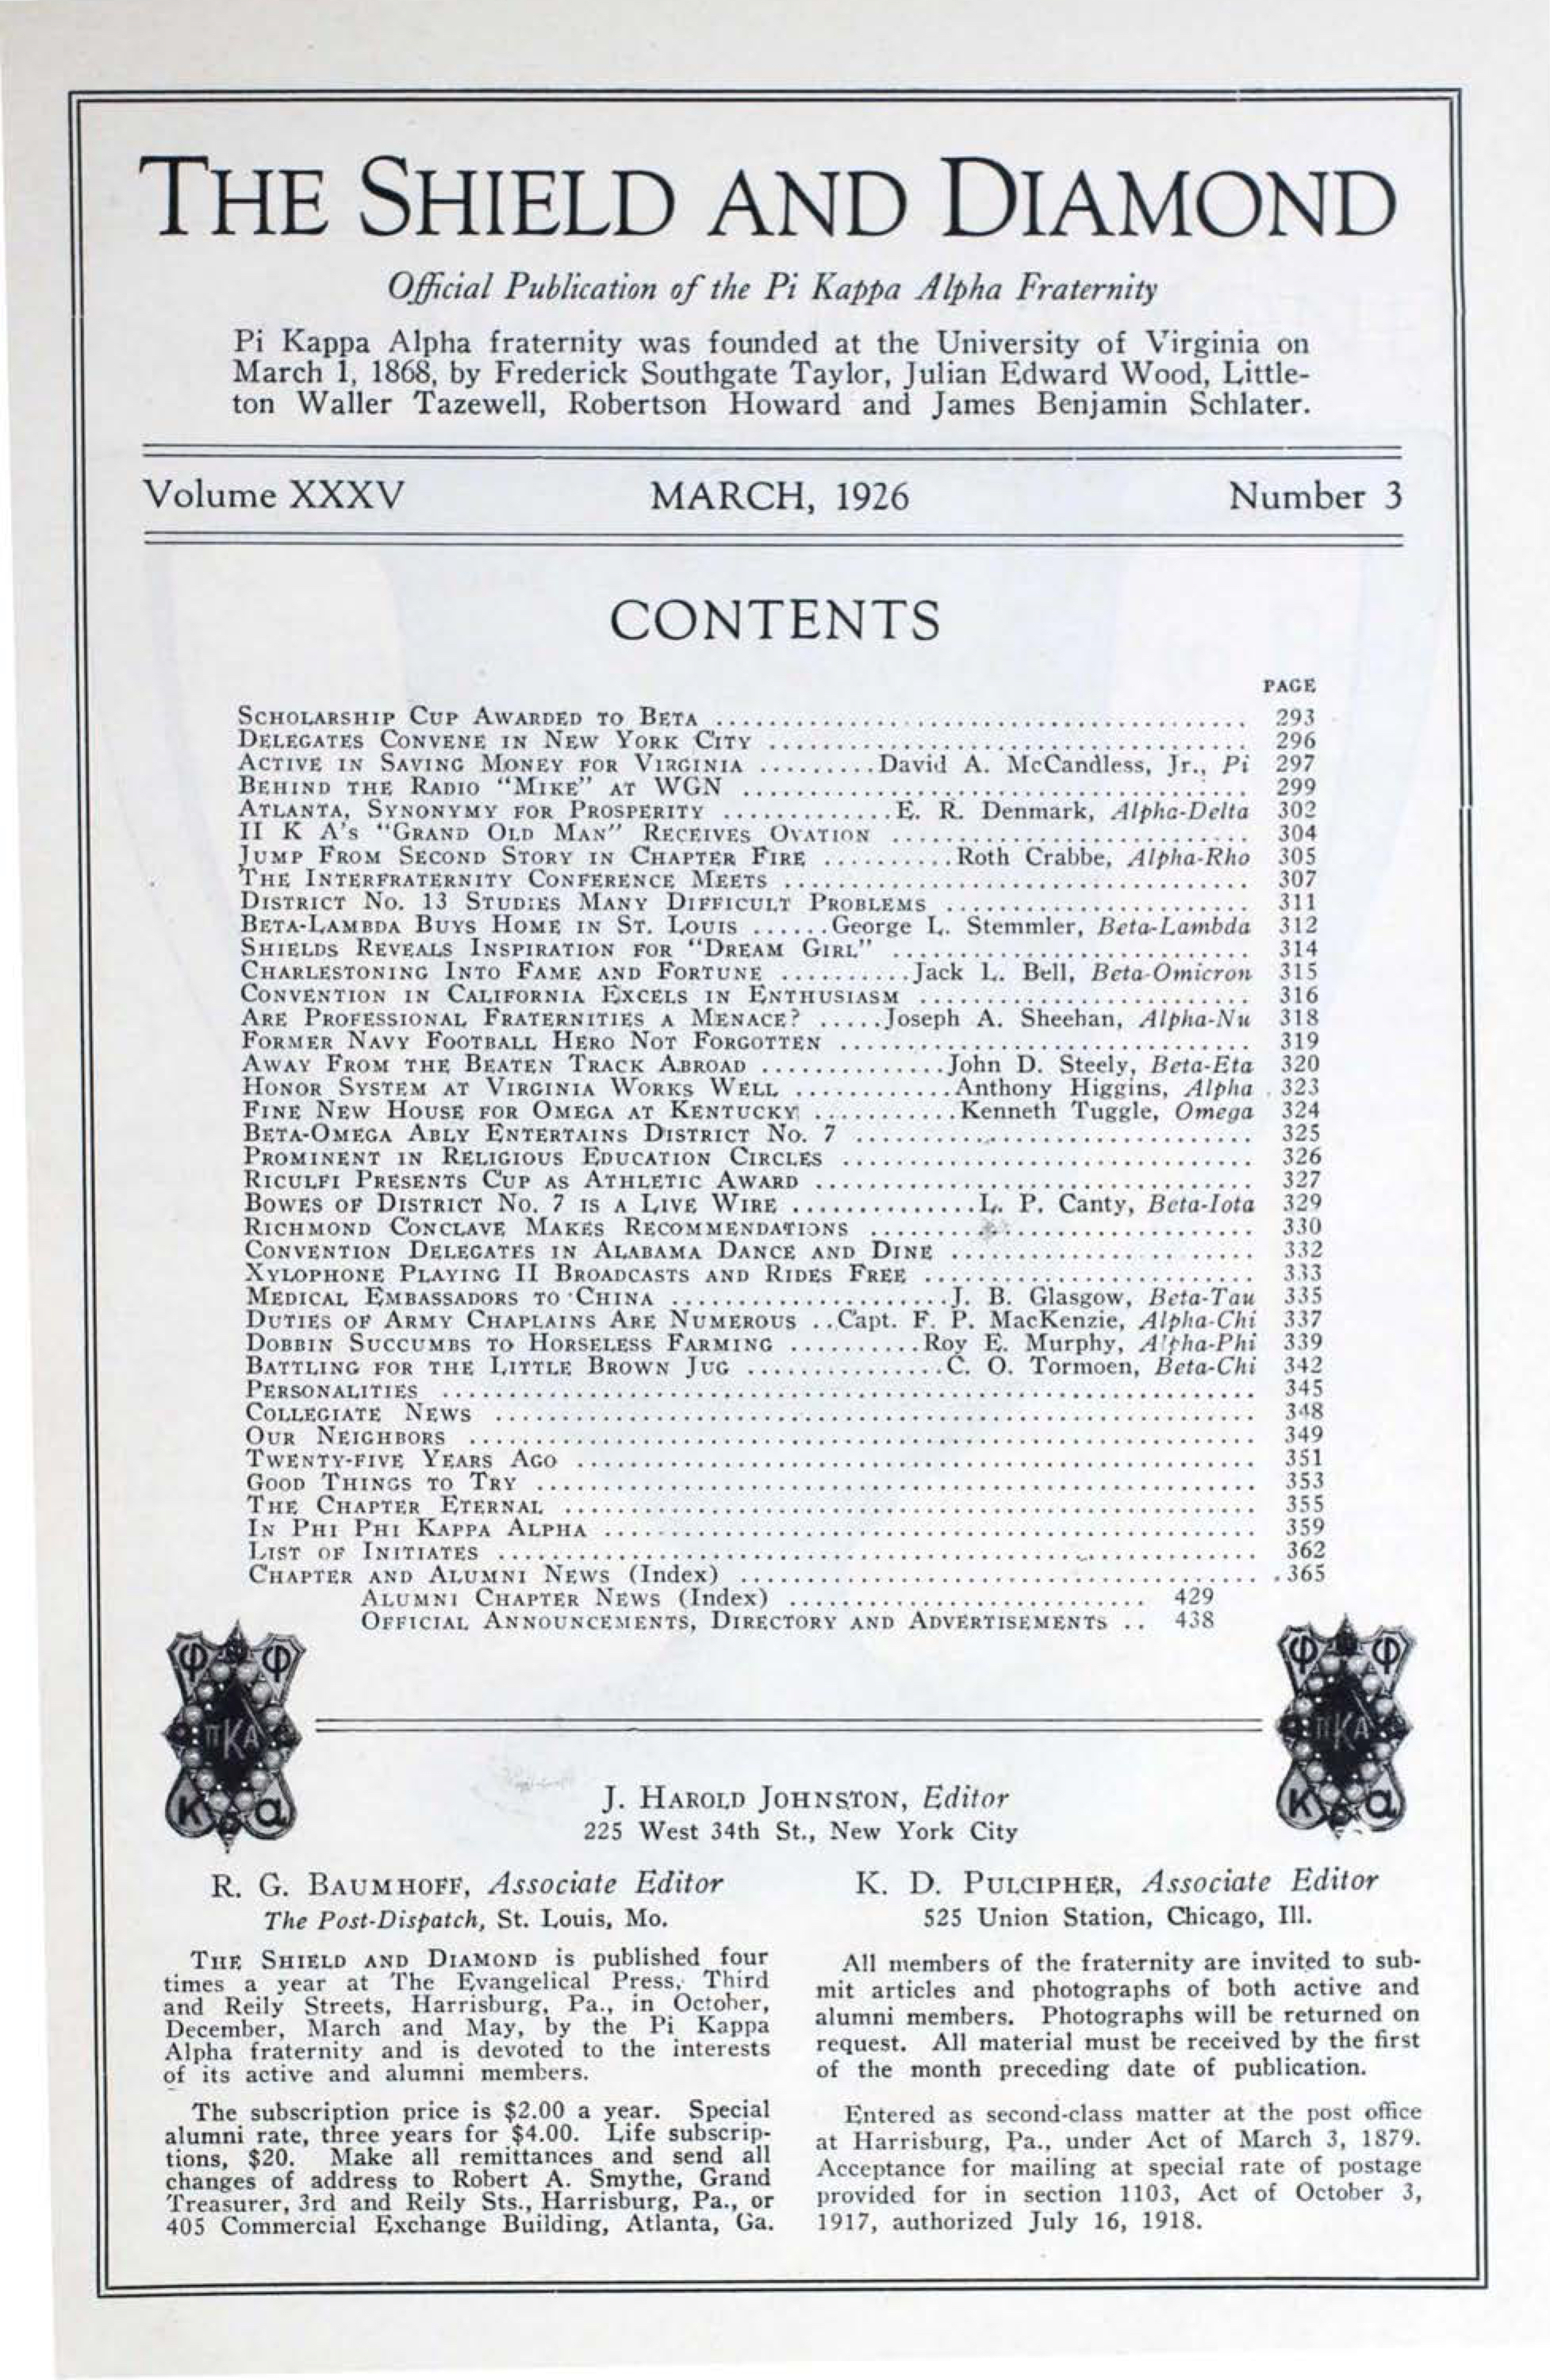 THE SHIELD AND DIAMOND
Official Publication of the Pi Kappa Alpha Fraternity
Pi Kappa Alpha fraternity was founded at the University of Virginia on
March 1, 1868, by Frederick Southgate Taylor, Julian Edward Wood, Little-
ton Waller Tazewell, Robertson Howard and James Benjamin Schlater.
Volume XXXV MARCH, 1926 Number 3
CONTENTS
PAGE
SCHOLARSHIP CUP AWARDED TO BETA ........ 293
DELEGATES CONVENE IN NEW YORK CITY ........ 296
ACTIVE IN SAVING MONEY FOR VIRGINIA .........David A. McCandless, Jr., Pi 297
BEHIND THE RADIO "MIKE" AT WGN ........ 299
ATLANTA, SYNONYMY FOR PROSPERITY .............E. R. Denmark, Alpha-Delta 302
II K A's "GRAND OLD MAN" RECEIVES OVATION ........ 304
JUMP FROM SECOND STORY IN CHAPTER FIRE ..........Roth Crabbe, Alpha-Rho 305
THE INTERFRATERNITY CONFERENCE MEETS ........ 307
DISTRICT NO. 13 STUDIES MANY DIFFICULT PROBLEMS ........ 311
BETA-LAMBDA BUYS HOME IN ST. LOUIS ......George L. Stemmler, Beta-Lambda 312
SHIELDS REVEALS INSPIRATION FOR "DREAM GIRL" ........ 314
CHARLESTONING INTO FAME AND FORTUNE ..........Jack L. Bell, Beta-Omicron 315
CONVENTION IN CALIFORNIA EXCELS IN ENTHUSIASM ........ 316
ARE PROFESSIONAL FRATERNITIES A MENACE? .....Joseph A. Sheehan, Alpha-Nu 318
FORMER NAVY FOOTBALL HERO NOT FORGOTTEN ........ 319
AWAY FROM THE BEATEN TRACK ABROAD ..............John D. Steely, Beta-Eta 320
HONOR SYSTEM AT VIRGINIA WORKS WELL ............Anthony Higgins, Alpha 323
FINE NEW HOUSE FOR OMEGA AT KENTUCKY ...........Kenneth Tuggle, Omega 324
BETA-OMEGA ABLY ENTERTAINS DISTRICT NO. 7 ........ 325
PROMINENT IN RELIGIOUS EDUCATION CIRCLES ........ 326
RICULFI PRESENTS CUP AS ATHLETIC AWARD ........ 327
BOWES OF DISTRICT NO. 7 IS A LIVE WIRE ..............L. P. Canty, Beta-Iota 329
RICHMOND CONCLAVE MAKES RECOMMENDATIONS ........ 330
CONVENTION DELEGATES IN ALABAMA DANCE AND DINE ........ 332
XYLOPHONE PLAYING II BROADCASTS AND RIDES FREE ........ 333
MEDICAL EMBASSADORS TO CHINA .....................J. B. Glasgow, Beta-Tau 335
DUTIES OF ARMY CHAPLAINS ARE NUMEROUS ..Capt. F. P. MacKenzie, Alpha-Chi 337
DOBBIN SUCCUMBS TO HORSELESS FARMING ..........Roy E. Murphy, Alpha-Phi 339
BATTLING FOR THE LITTLE BROWN JUG ...............C. O. Tormoen, Beta-Chi 342
PERSONALITIES ........ 345
COLLEGIATE NEWS ........ 348
OUR NEIGHBORS ........ 349
TWENTY-FIVE YEARS AGO ........ 351
GOOD THINGS TO TRY ........ 353
THE CHAPTER ETERNAL ........ 355
IN PHI PHI KAPPA ALPHA ........ 359
LIST OF INITIATES ........ 362
CHAPTER AND ALUMNI NEWS (Index) ........ 365
ALUMNI CHAPTER NEWS (Index) ........ 429
OFFICIAL ANNOUNCEMENTS, DIRECTORY AND ADVERTISEMENTS .. 438
Φ Φ
Φ Φ
ΠΚΑ
ΠΚΑ
K α
K α
J. HAROLD JOHNSTON, Editor
225 West 34th St., New York City
R. G. BAUMHOFF, Associate Editor
The Post-Dispatch, St. Louis, Mo.
THE SHIELD AND DIAMOND is published four
times a year at The Evangelical Press, Third
and Reily Streets, Harrisburg, Pa., in October,
December, March and May, by the Pi Kappa
Alpha fraternity and is devoted to the interests
of its active and alumni members.
The subscription price is $2.00 a year. Special
alumni rate, three years for $4.00. Life subscrip-
tions, $20. Make all remittances and send all
changes of address to Robert A. Smythe, Grand
Treasurer, 3rd and Reily Sts., Harrisburg, Pa., or
405 Commercial Exchange Building, Atlanta, Ga.
K. D. PULCIPHER, Associate Editor
525 Union Station, Chicago, Ill.
All members of the fraternity are invited to sub-
mit articles and photographs of both active and
alumni members. Photographs will be returned on
request. All material must be received by the first
of the month preceding date of publication.
Entered as second-class matter at the post office
at Harrisburg, Pa., under Act of March 3, 1879.
Acceptance for mailing at special rate of postage
provided for in section 1103, Act of October 3,
1917, authorized July 16, 1918.